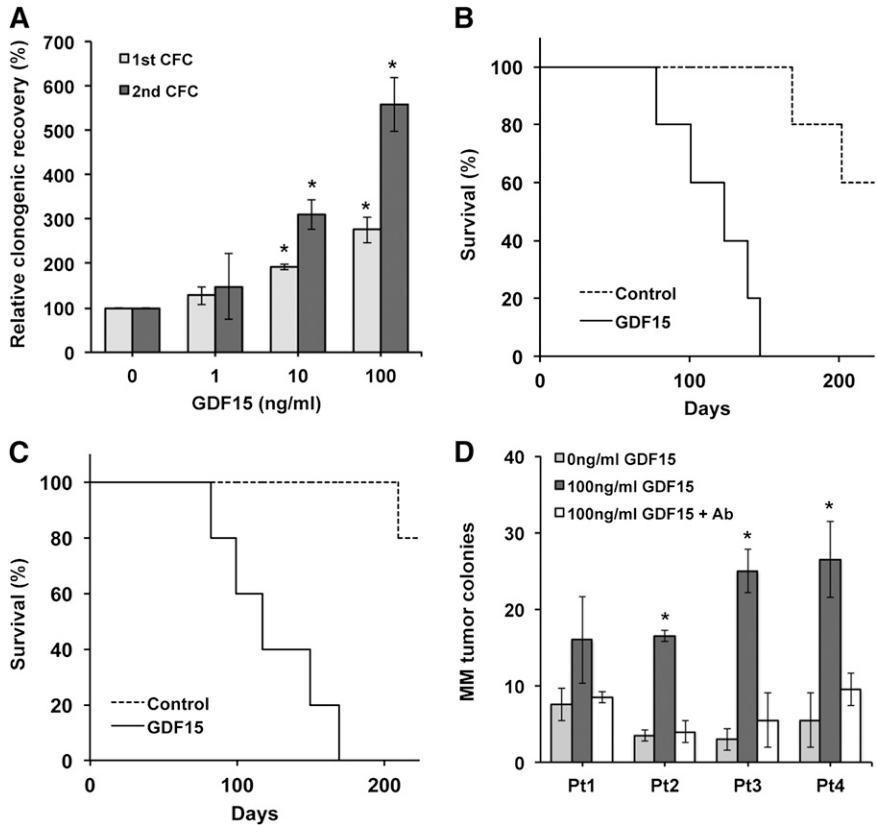 A
Relative clonogenic recovery (%)
700
600
500
400
300
200
100
0
1st CFC
2nd CFC
*
*
*
*
0
1
10
100
GDF15 (ng/ml)
B
Survival (%)
100
80
60
40
20
0
Control
GDF15
0
100
200
Days
C
Survival (%)
100
80
60
40
20
0
Control
GDF15
0
100
200
Days
D
MM tumor colonies
40
30
20
10
0
0ng/ml GDF15
100ng/ml GDF15
100ng/ml GDF15 + Ab
*
*
*
Pt1
Pt2
Pt3
Pt4